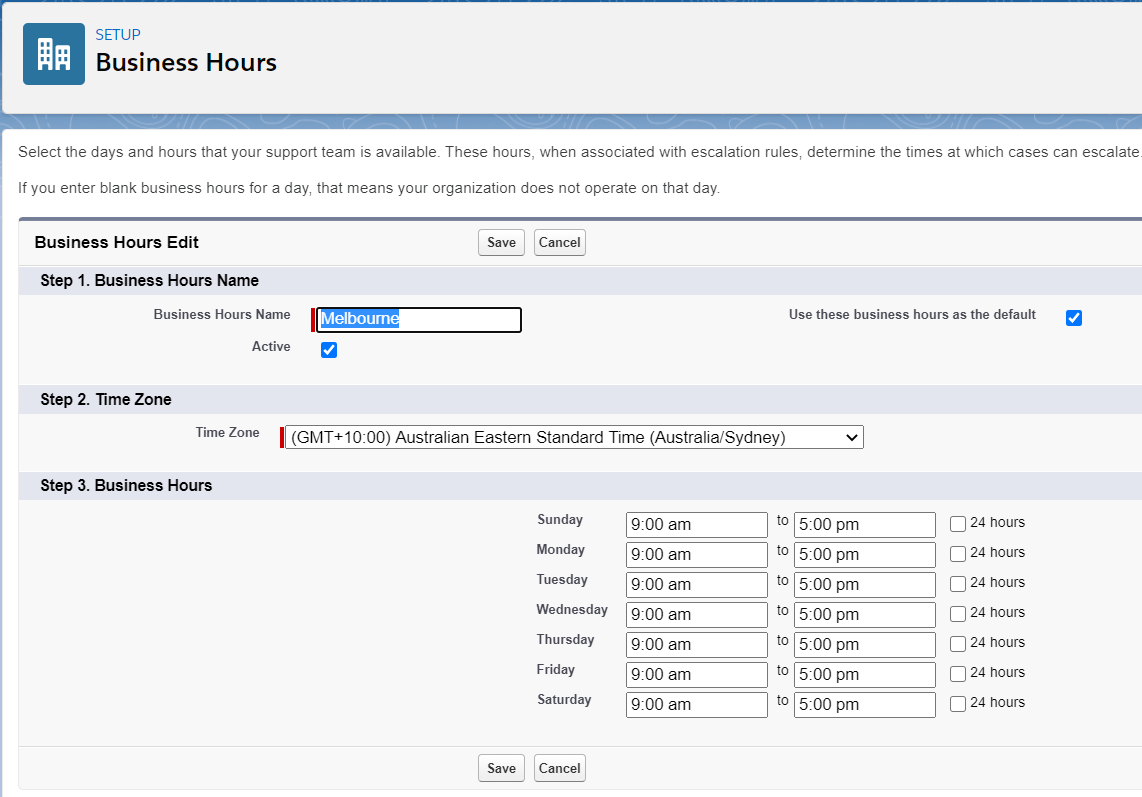 SETUP
Business Hours
Select the days and hours that your support team is available. These hours, when associated with escalation rules, determine the times at which cases can escalate.
If you enter blank business hours for a day, that means your organization does not operate on that day.
Business Hours Edit Save Cancel
Step 1. Business Hours Name
Business Hours Name Melbourne Use these business hours as the default
Active
Step 2. Time Zone
Time Zone (GMT+10:00) Australian Eastern Standard Time (Australia/Sydney)
Step 3. Business Hours
Sunday 9:00 am to 5:00 pm 24 hours
Monday 9:00 am to 5:00 pm 24 hours
Tuesday 9:00 am to 5:00 pm 24 hours
Wednesday 9:00 am to 5:00 pm 24 hours
Thursday 9:00 am to 5:00 pm 24 hours
Friday 9:00 am to 5:00 pm 24 hours
Saturday 9:00 am to 5:00 pm 24 hours
Save Cancel